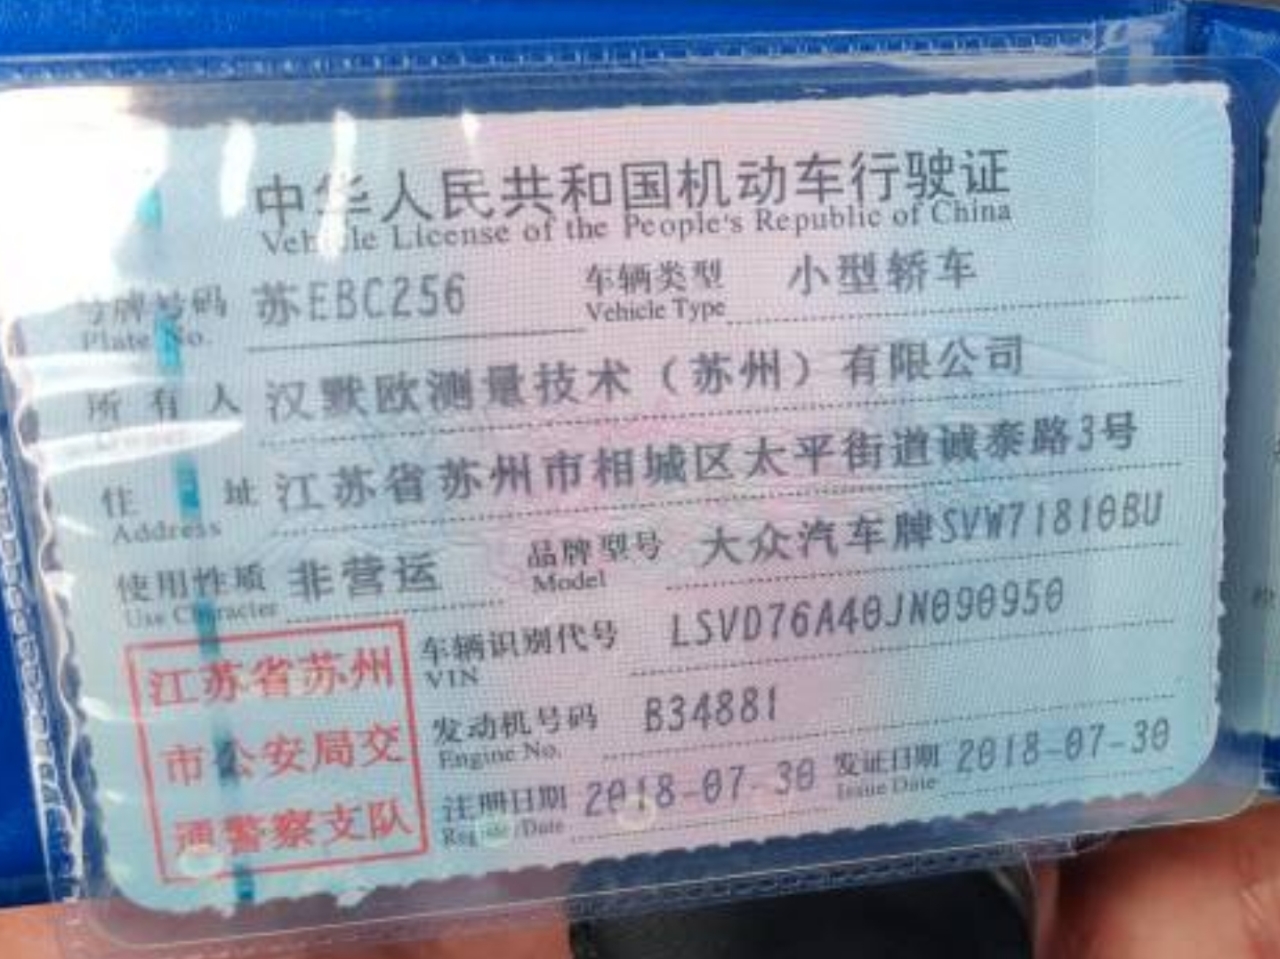 中华人民共和国机动车行驶证
Vehicle License of the People's Republic of China
号牌号码 苏EBC256 车辆类型 小型轿车
Plate No. Vehicle Type
所有人 汉默欧测量技术（苏州）有限公司
住址 江苏省苏州市相城区太平街道诚泰路3号
Address
使用性质 非营运 品牌型号 大众汽车牌SVW71810BU
Use Character Model
江苏省苏州
市公安局交
通警察支队
车辆识别代号 LSVD76A40JN090950
VIN
发动机号码 B34881
Engine No.
注册日期 2018-07-30 发证日期 2018-07-30
Register Date Issue Date